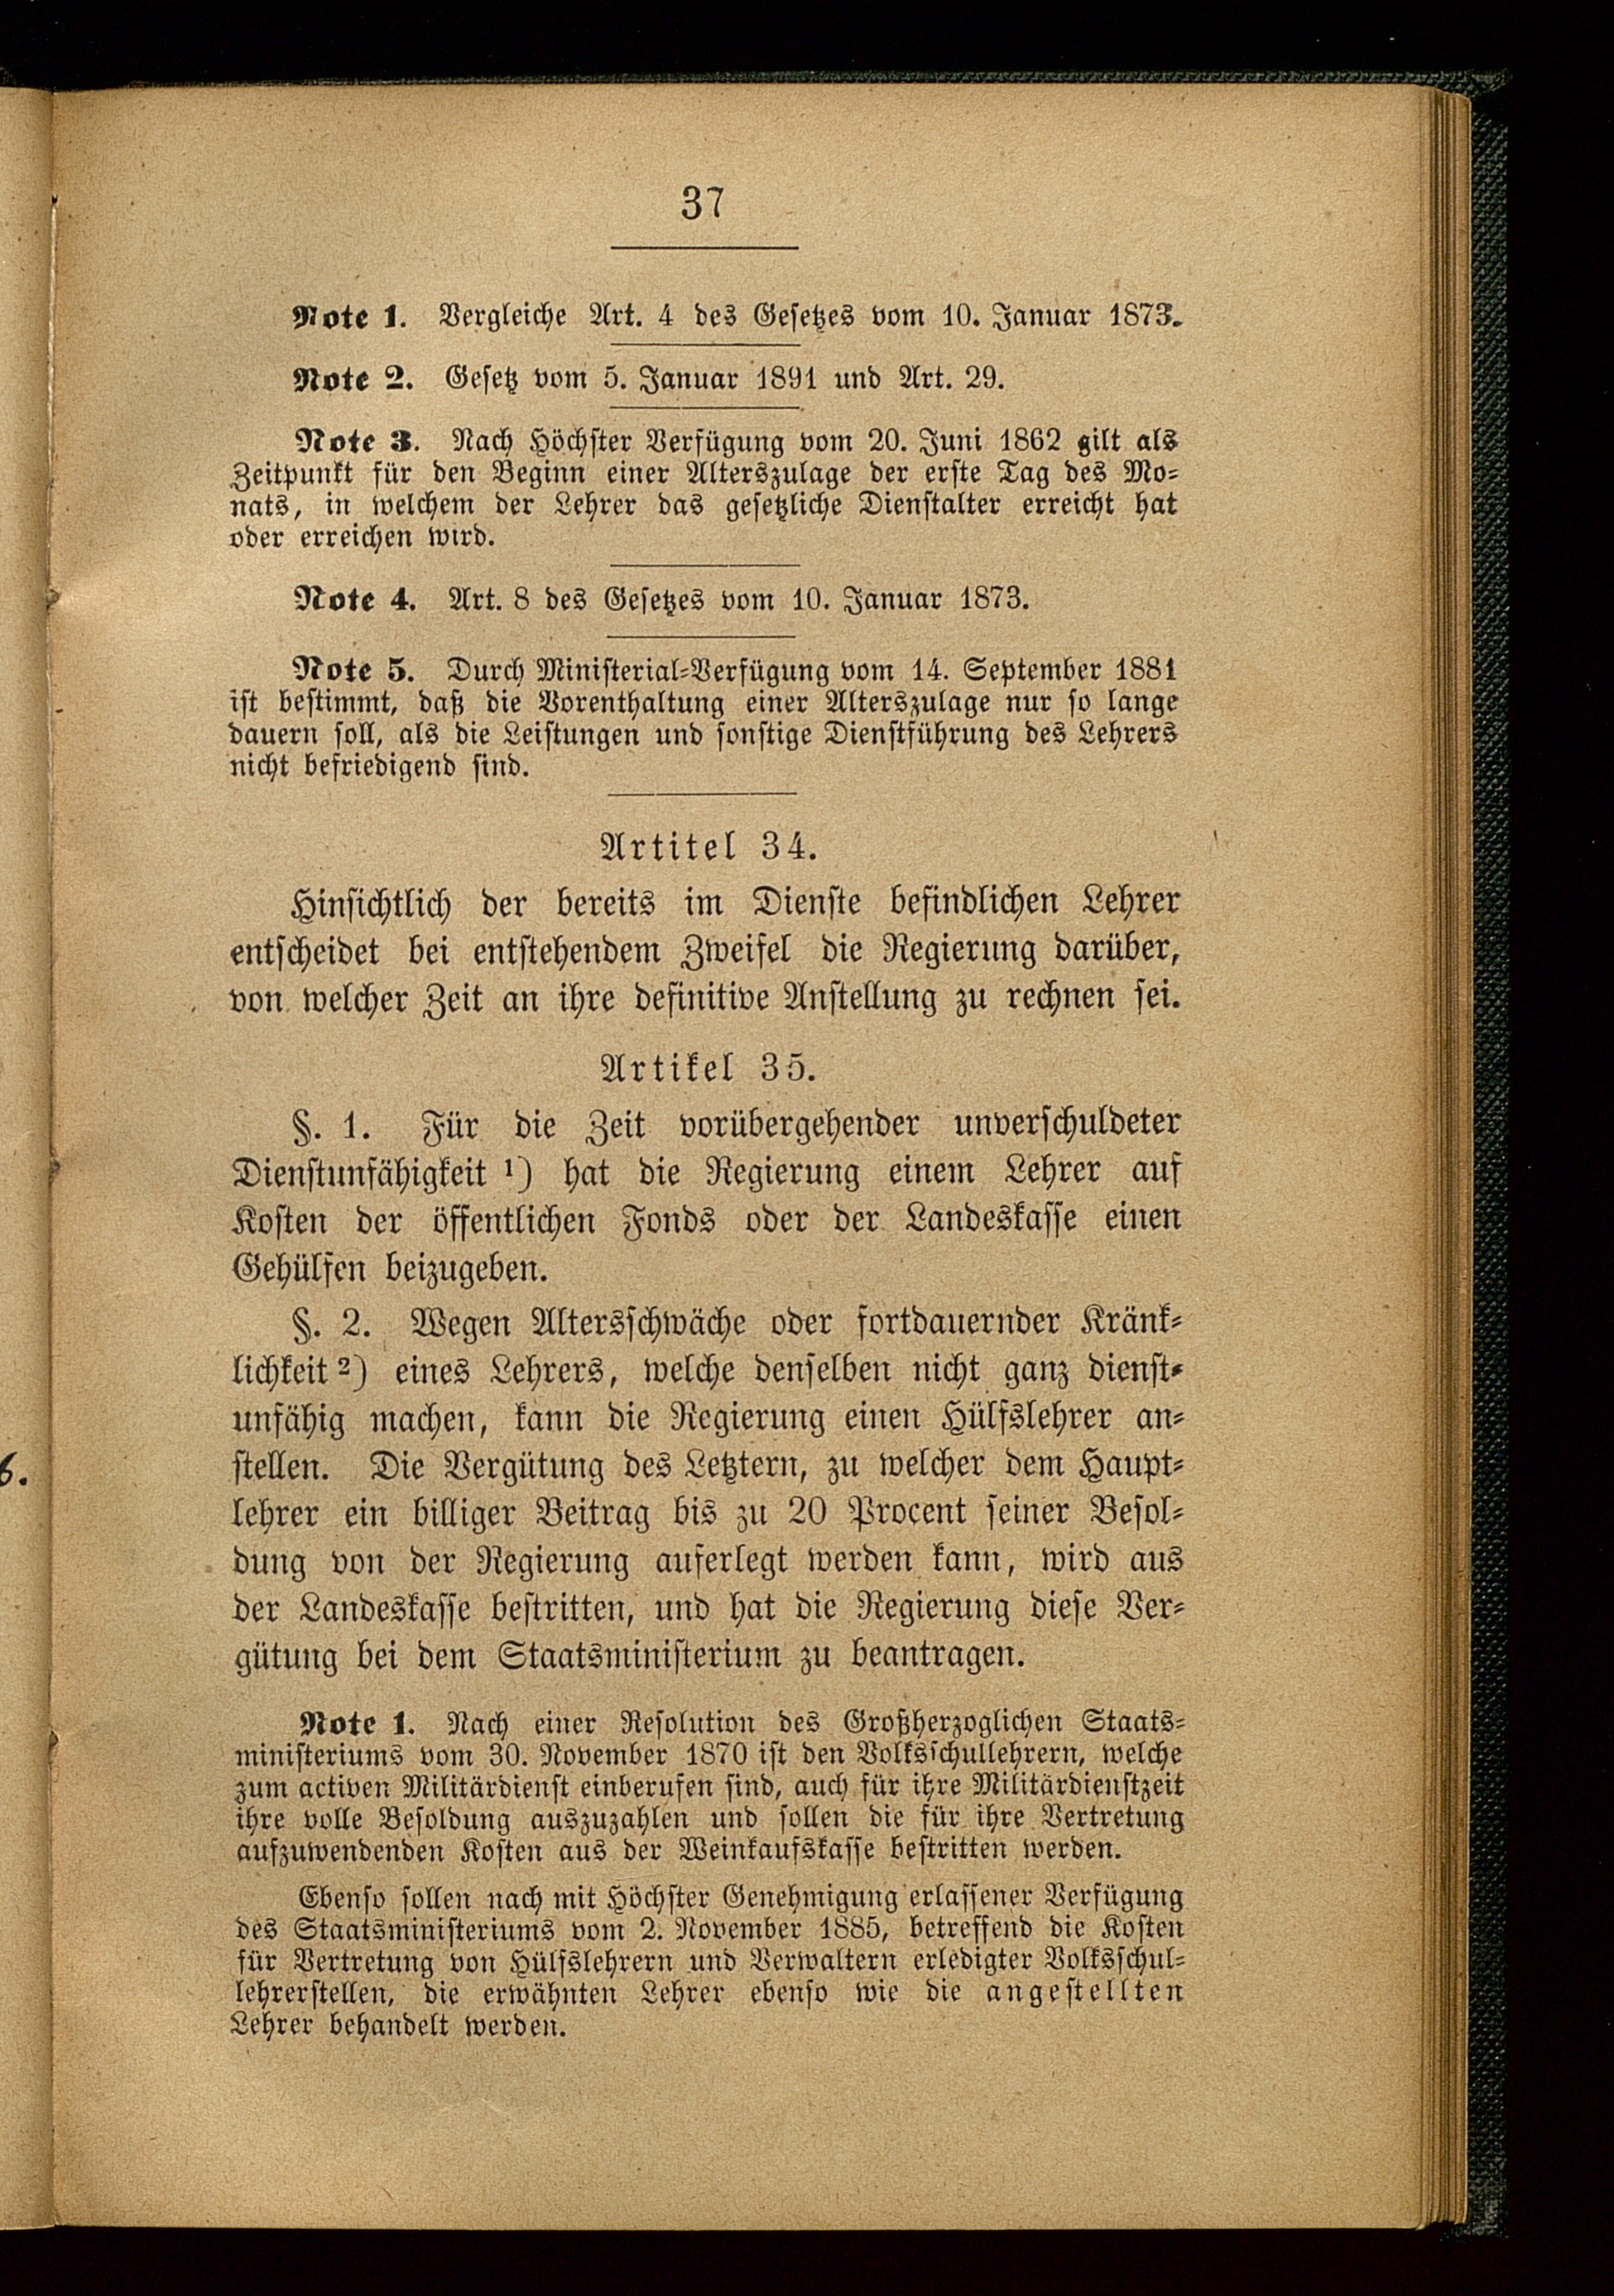 37
Note 1. Vergleiche Art. 4 des Gesetzes vom 10. Januar 1873.
Note 2. Gesetz vom 5. Januar 1891 und Art. 29.
Note 3. Nach Höchster Verfügung vom 20. Juni 1862 gilt als
Zeitpunkt für den Beginn einer Alterszulage der erste Tag des Mo-
nats, in welchem der Lehrer das gesetzliche Dienstalter erreicht hat
oder erreichen wird.
Note 4. Art. 8 des Gesetzes vom 10. Januar 1873.
Note 5. Durch Ministerial-Verfügung vom 14. September 1881
ist bestimmt, daß die Vorenthaltung einer Alterszulage nur so lange
dauern soll, als die Leistungen und sonstige Dienstführung des Lehrers
nicht befriedigend sind.
Artitel 34.
Hinsichtlich der bereits im Dienste befindlichen Lehrer
entscheidet bei entstehendem Zweifel die Regierung darüber,
von welcher Zeit an ihre definitive Anstellung zu rechnen sei.
Artikel 35.
§. 1. Für die Zeit vorübergehender unverschuldeter
Dienstunfähigkeit ¹) hat die Regierung einem Lehrer auf
Kosten der öffentlichen Fonds oder der Landeskasse einen
Gehülfen beizugeben.
§. 2. Wegen Altersschwäche oder fortdauernder Kränk-
lichkeit ²) eines Lehrers, welche denselben nicht ganz dienst-
unfähig machen, kann die Regierung einen Hülfslehrer an-
stellen. Die Vergütung des Letztern, zu welcher dem Haupt-
6.
lehrer ein billiger Beitrag bis zu 20 Procent seiner Besol-
dung von der Regierung auferlegt werden kann, wird aus
der Landeskasse bestritten, und hat die Regierung diese Ver-
gütung bei dem Staatsministerium zu beantragen.
Note 1. Nach einer Resolution des Großherzoglichen Staats-
ministeriums vom 30. November 1870 ist den Volksschullehrern, welche
zum activen Militärdienst einberufen sind, auch für ihre Militärdienstzeit
ihre volle Besoldung auszuzahlen und sollen die für ihre Vertretung
aufzuwendenden Kosten aus der Weinkaufskasse bestritten werden.
Ebenso sollen nach mit Höchster Genehmigung erlassener Verfügung
des Staatsministeriums vom 2. November 1885, betreffend die Kosten
für Vertretung von Hülfslehrern und Verwaltern erledigter Volksschul-
lehrerstellen, die erwähnten Lehrer ebenso wie die angestellten
Lehrer behandelt werden.